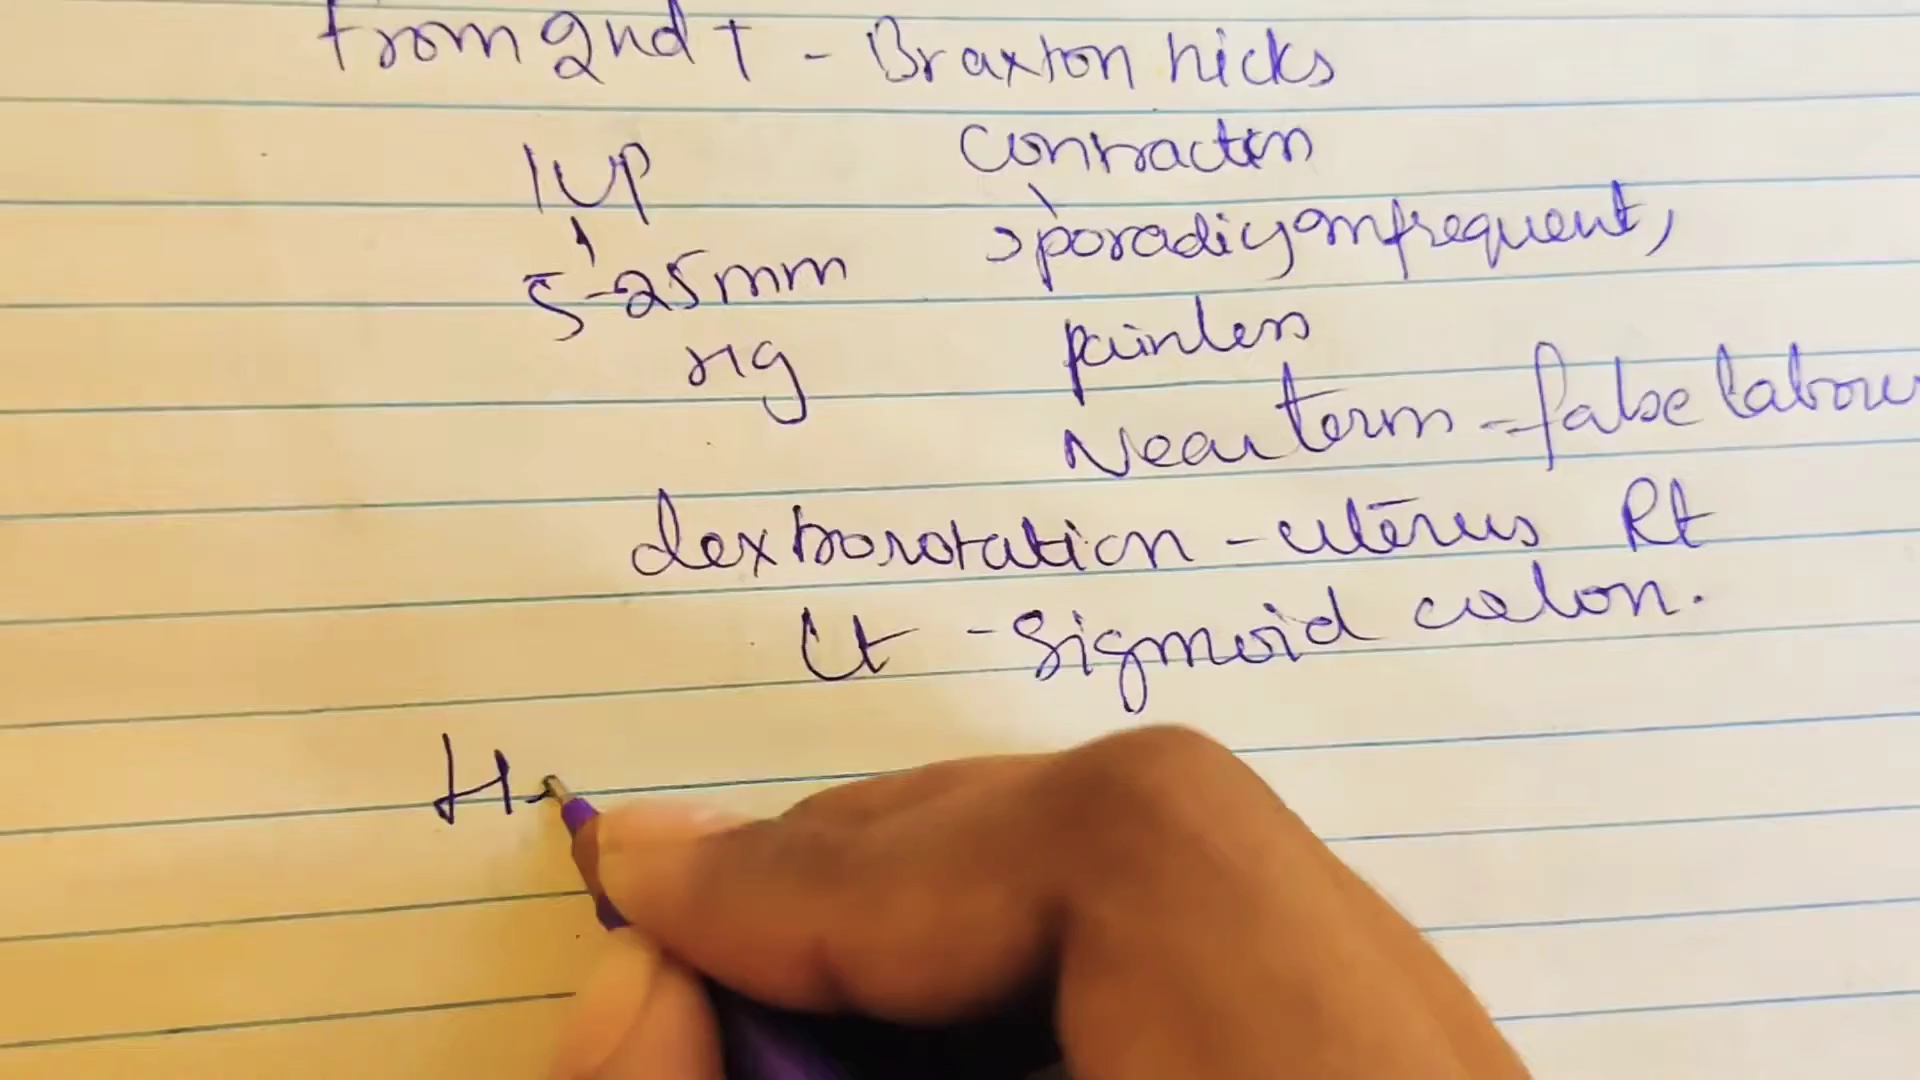 From 2nd T - Braxton hicks
IUP contraction
5-25mm Hg
sporadic, infrequent,
painless
Near term - false labour
dextrorotation - uterus Rt
Lt - Sigmoid colon.
H